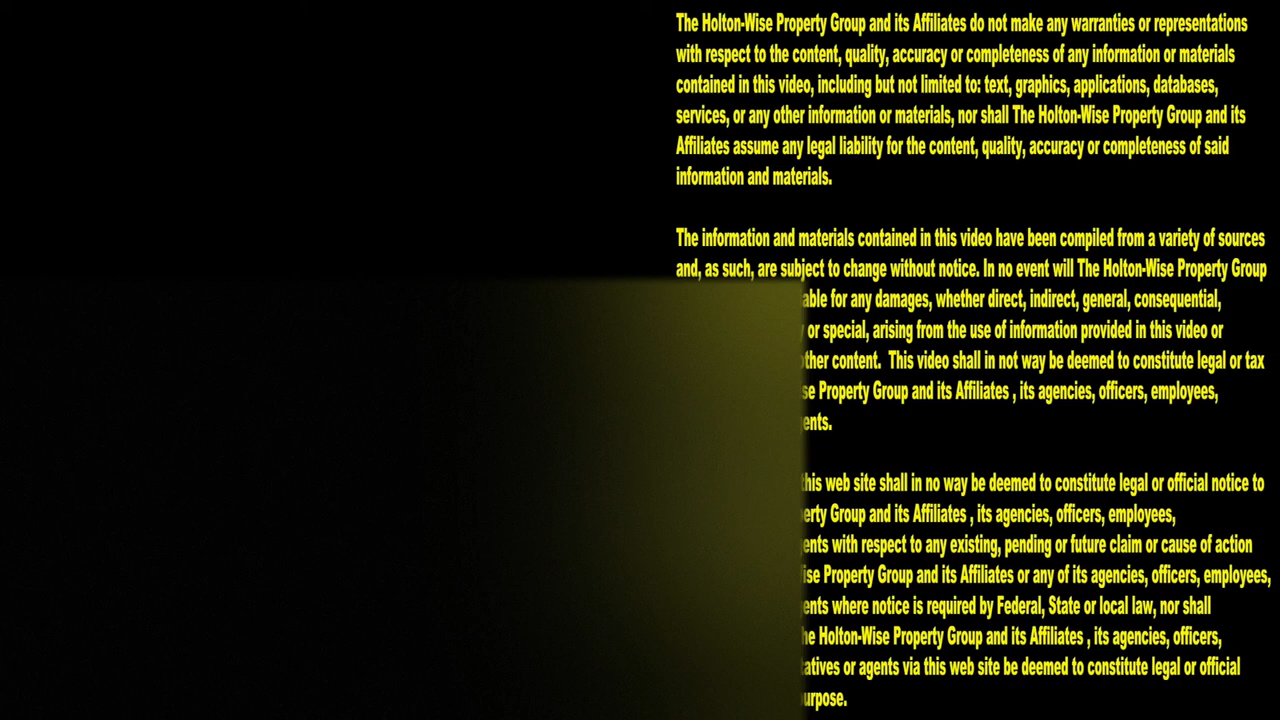 The Holton-Wise Property Group and its Affiliates do not make any warranties or representations
with respect to the content, quality, accuracy or completeness of any information or materials
contained in this video, including but not limited to: text, graphics, applications, databases,
services, or any other information or materials, nor shall The Holton-Wise Property Group and its
Affiliates assume any legal liability for the content, quality, accuracy or completeness of said
information and materials.
The information and materials contained in this video have been compiled from a variety of sources
and, as such, are subject to change without notice. In no event will The Holton-Wise Property Group
for any damages, whether direct, indirect, general, consequential,
or special, arising from the use of information provided in this video or
content. This video shall in not way be deemed to constitute legal or tax
Property Group and its Affiliates , its agencies, officers, employees,
this web site shall in no way be deemed to constitute legal or official notice to
Group and its Affiliates , its agencies, officers, employees,
with respect to any existing, pending or future claim or cause of action
Property Group and its Affiliates or any of its agencies, officers, employees,
where notice is required by Federal, State or local law, nor shall
Holton-Wise Property Group and its Affiliates , its agencies, officers,
or agents via this web site be deemed to constitute legal or official